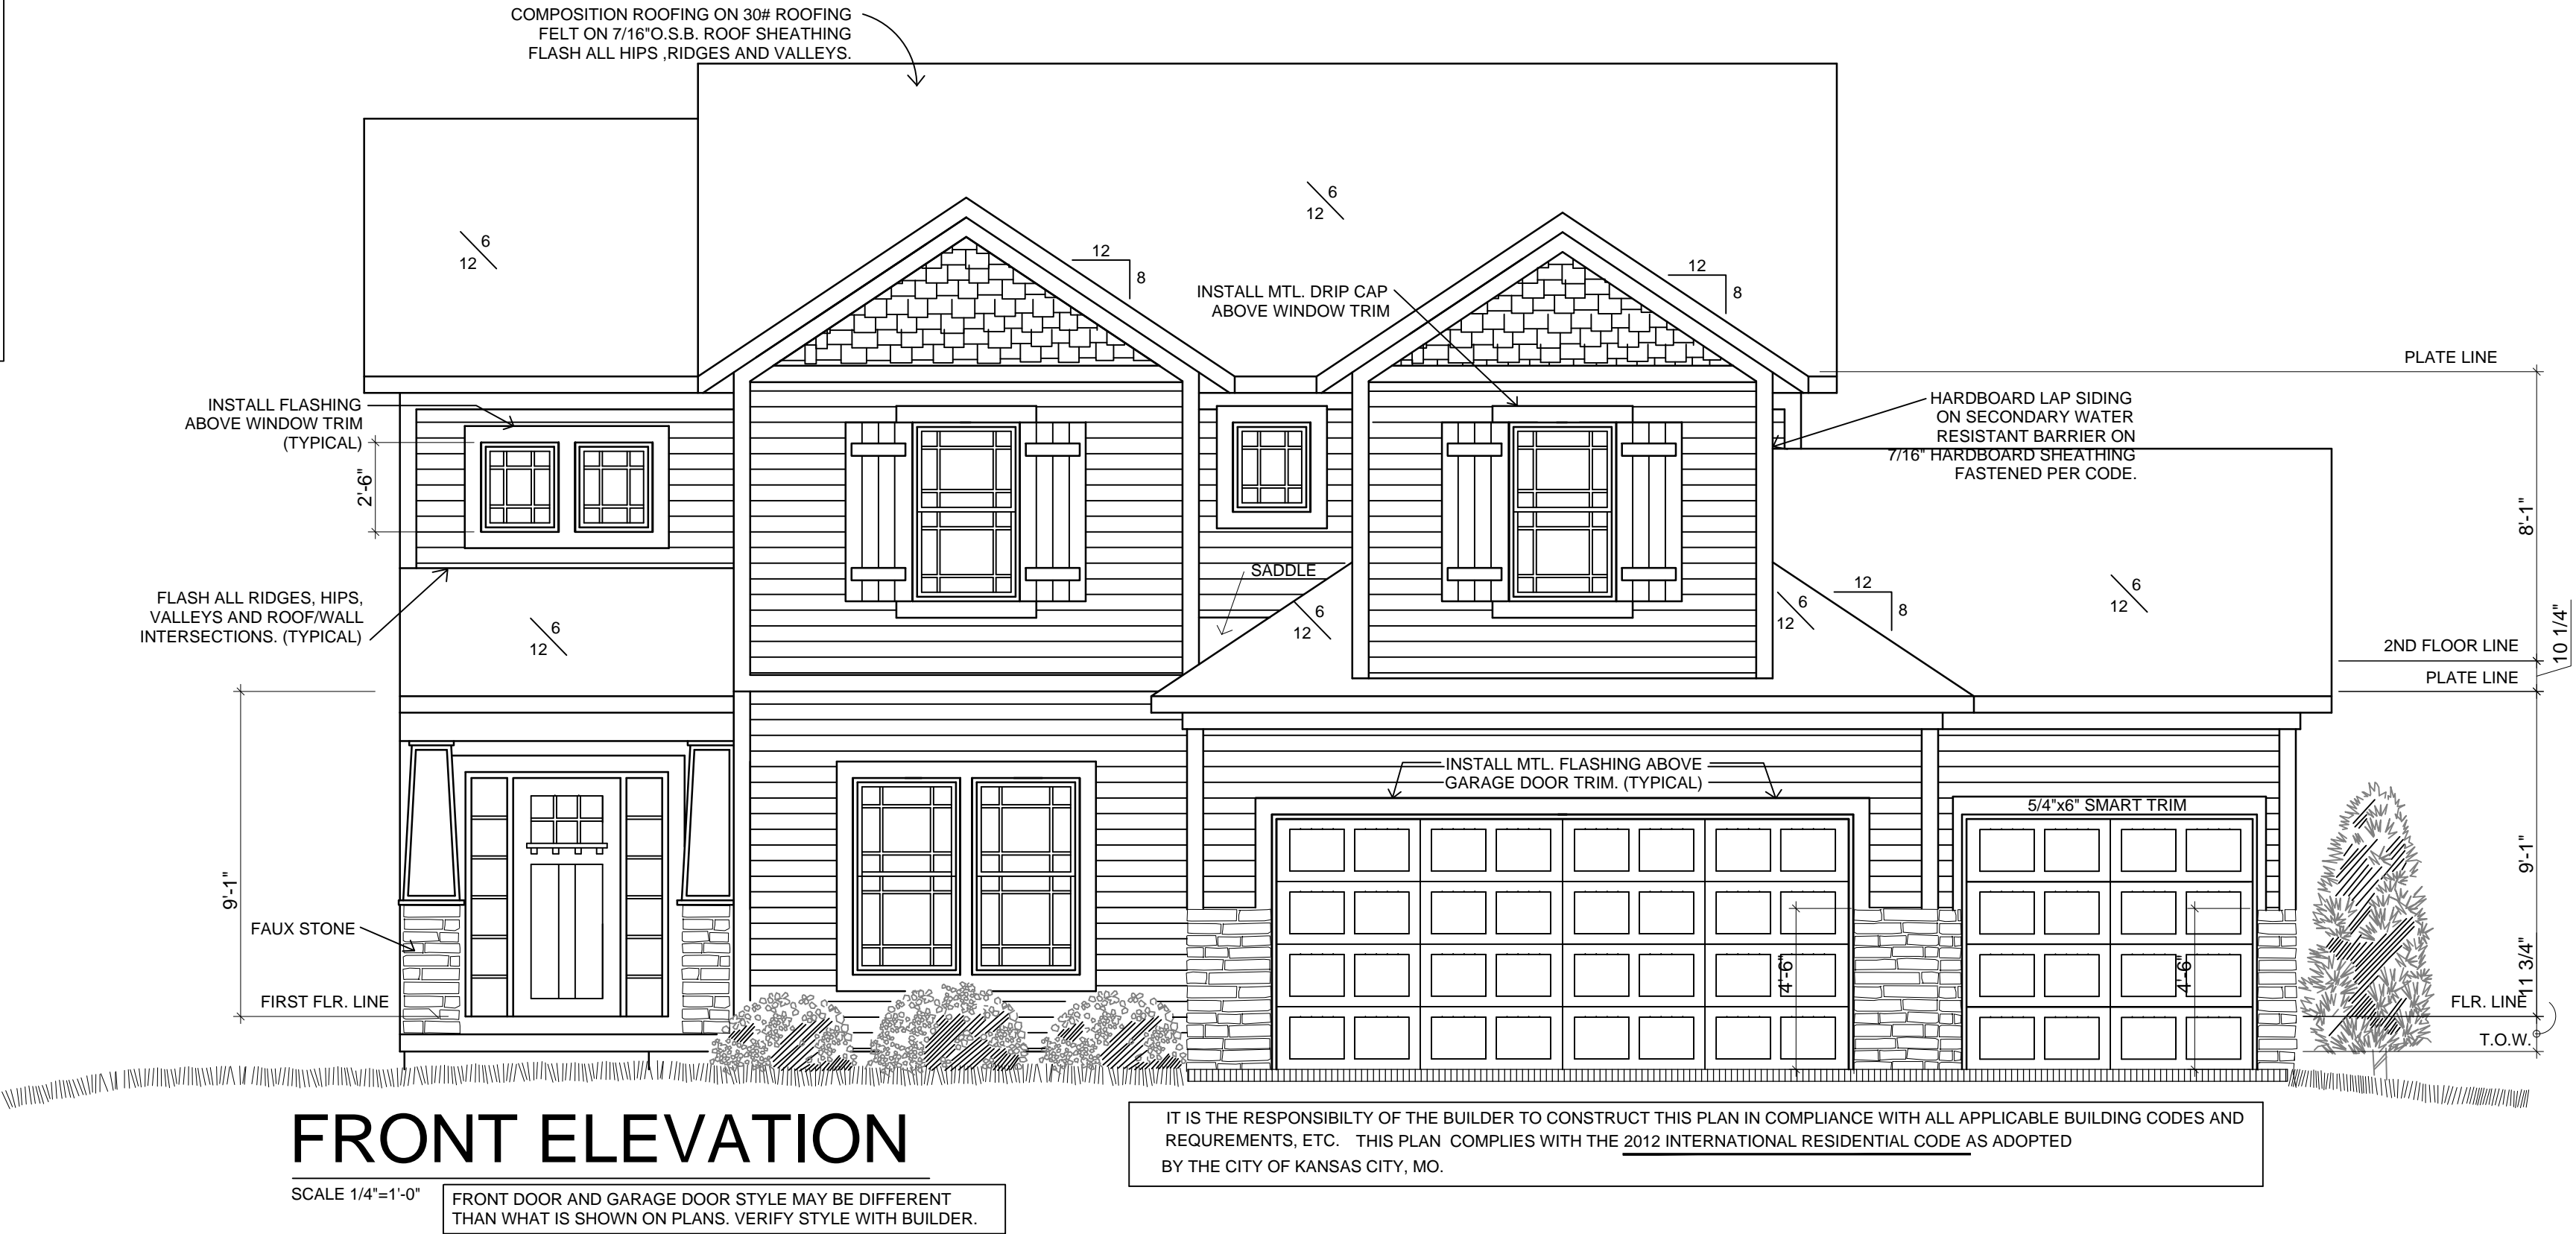 COMPOSITION ROOFING ON 30# ROOFING
FELT ON 7/16"O.S.B. ROOF SHEATHING
FLASH ALL HIPS ,RIDGES AND VALLEYS.
6
12
6
12
12
8
12
8
INSTALL MTL. DRIP CAP
ABOVE WINDOW TRIM
PLATE LINE
INSTALL FLASHING
ABOVE WINDOW TRIM
(TYPICAL)
2'-6"
HARDBOARD LAP SIDING
ON SECONDARY WATER
RESISTANT BARRIER ON
7/16" HARDBOARD SHEATHING
FASTENED PER CODE.
8'-1"
SADDLE
FLASH ALL RIDGES, HIPS,
VALLEYS AND ROOF/WALL
INTERSECTIONS. (TYPICAL)
6
12
6
12
6
12
12
8
6
12
10 1/4"
2ND FLOOR LINE
PLATE LINE
INSTALL MTL. FLASHING ABOVE
GARAGE DOOR TRIM. (TYPICAL)
5/4"x6" SMART TRIM
9'-1"
9'-1"
FAUX STONE
4'-6"
4'-6"
11 3/4"
FIRST FLR. LINE
FLR. LINE
T.O.W.
FRONT ELEVATION
SCALE 1/4"=1'-0"
FRONT DOOR AND GARAGE DOOR STYLE MAY BE DIFFERENT
THAN WHAT IS SHOWN ON PLANS. VERIFY STYLE WITH BUILDER.
IT IS THE RESPONSIBILTY OF THE BUILDER TO CONSTRUCT THIS PLAN IN COMPLIANCE WITH ALL APPLICABLE BUILDING CODES AND
REQUREMENTS, ETC. THIS PLAN COMPLIES WITH THE 2012 INTERNATIONAL RESIDENTIAL CODE AS ADOPTED
BY THE CITY OF KANSAS CITY, MO.